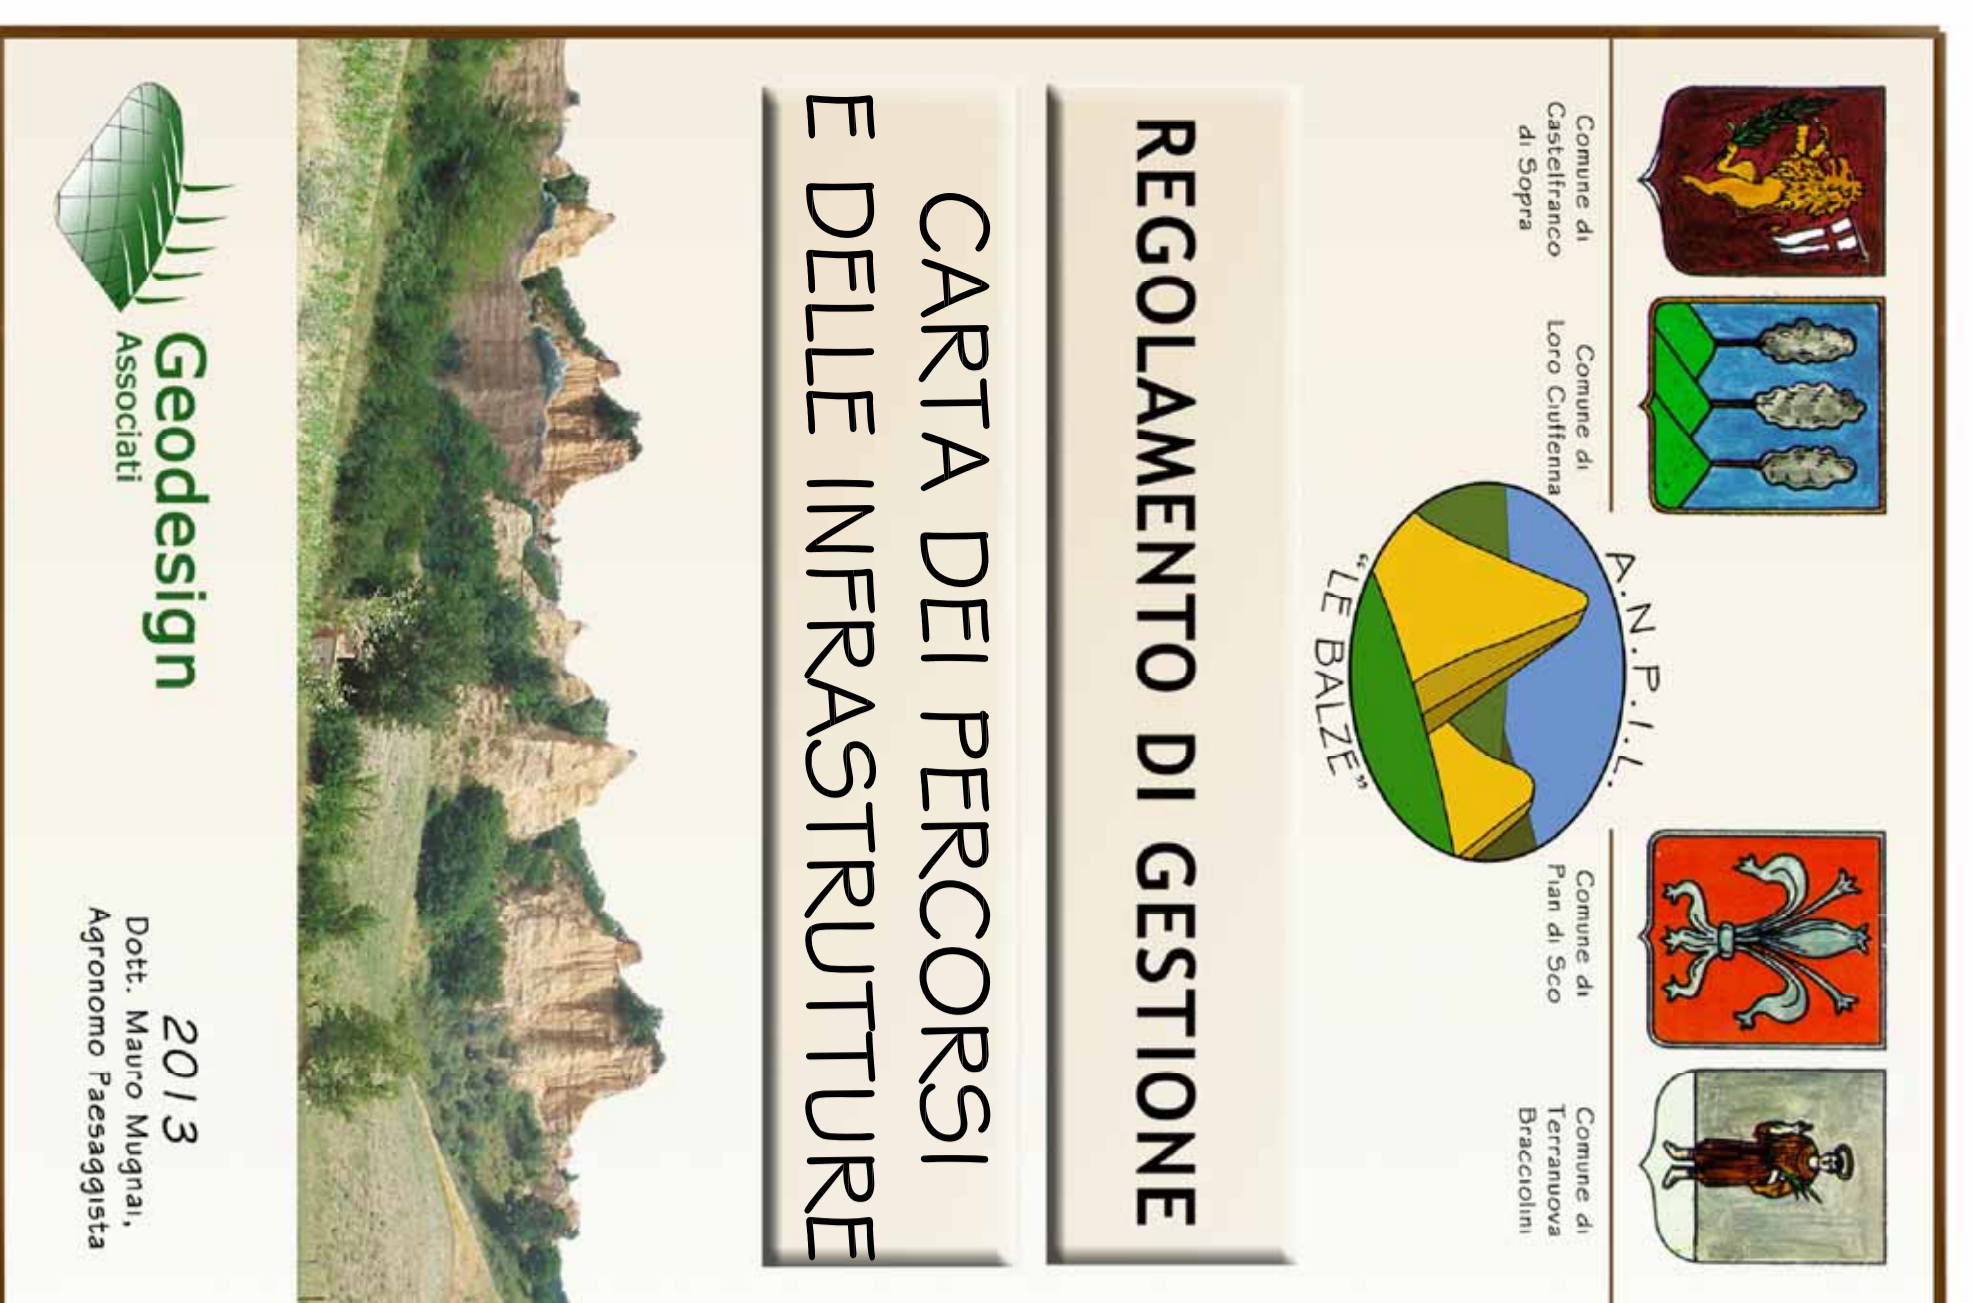 Comune di
Castelfranco
di Sopra
Comune di
Loro Ciuffenna
A.N.P.I.L.
"LE BALZE"
Comune di
Pian di Sco
Comune di
Terranuova
Bracciolini
REGOLAMENTO DI GESTIONE
CARTA DEI PERCORSI
E DELLE INFRASTRUTTURE
Geodesign
Associati
2013
Dott. Mauro Mugnai,
Agronomo Paesaggista